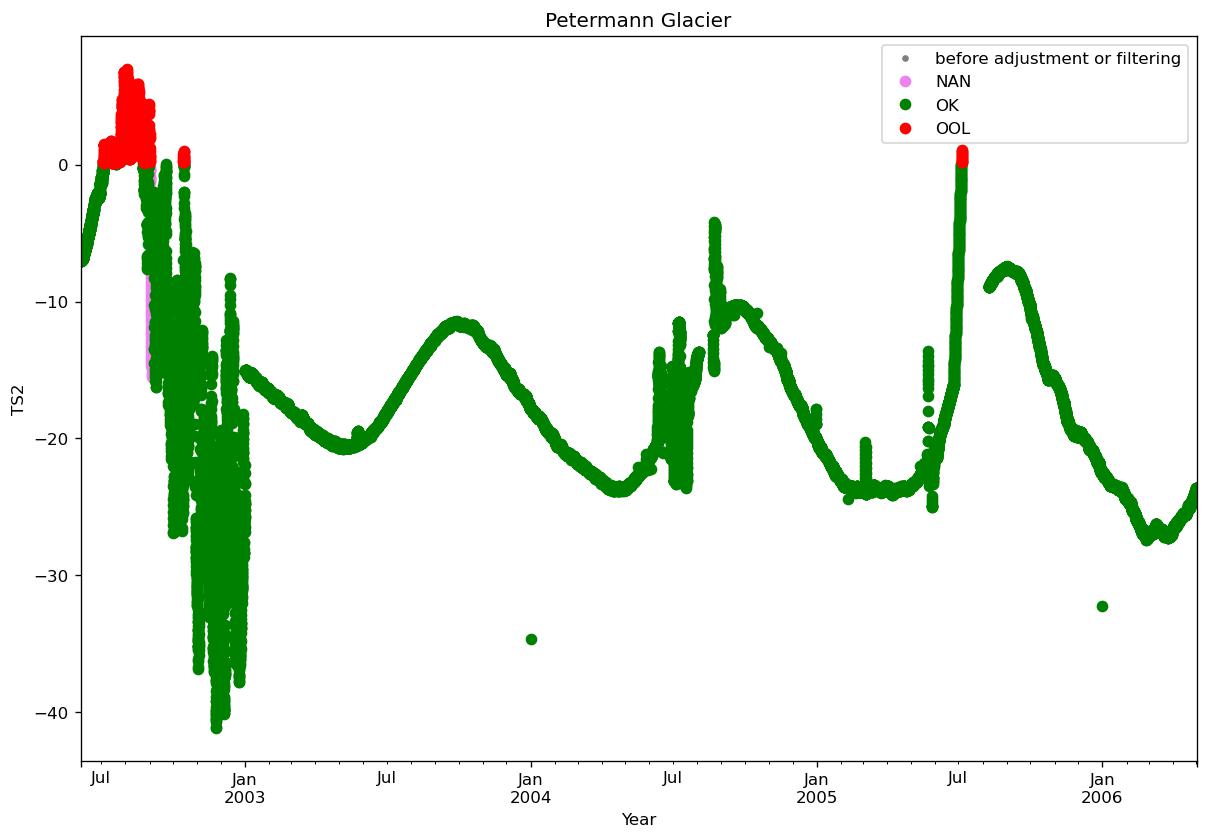 Petermann Glacier
before adjustment or filtering
NAN
OK
OOL
TS2
0
−10
−20
−30
−40
Jul
Jan
2003
Jul
Jan
2004
Jul
Jan
2005
Jul
Jan
2006
Year